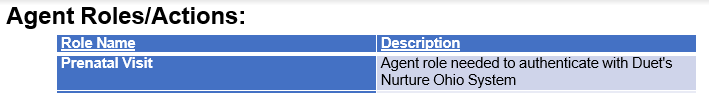 Agent Roles/Actions:
Role Name Description
Prenatal Visit Agent role needed to authenticate with Duet's
Nurture Ohio System